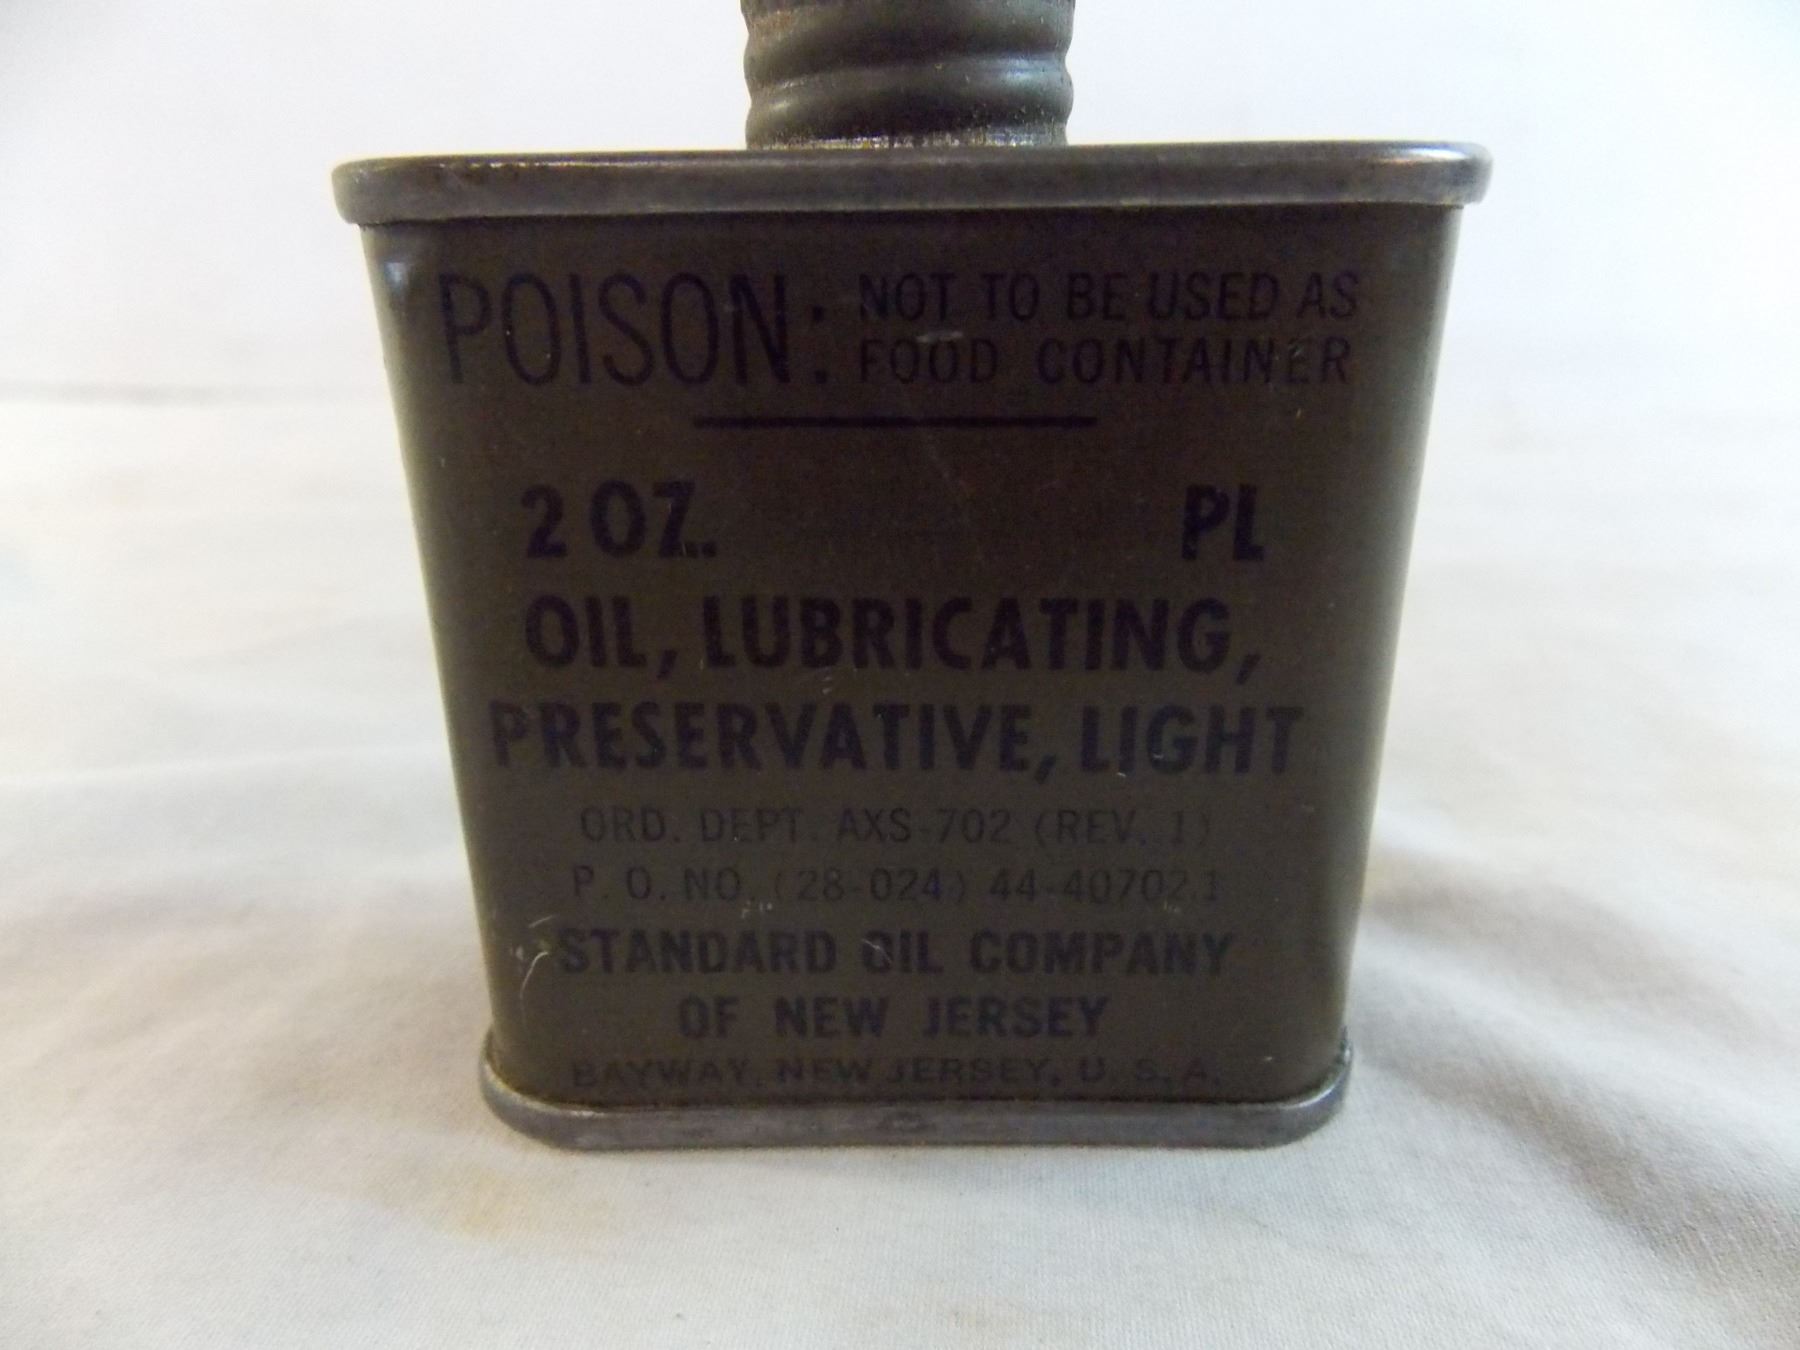 POISON: NOT TO BE USED AS
FOOD CONTAINER
2 OZ. PL
OIL, LUBRICATING,
PRESERVATIVE, LIGHT
ORD. DEPT. AXS-702 (REV. 1)
P. O. NO. (28-024) 44-40702.1
STANDARD OIL COMPANY
OF NEW JERSEY
BAYWAY, NEW JERSEY, U. S. A.